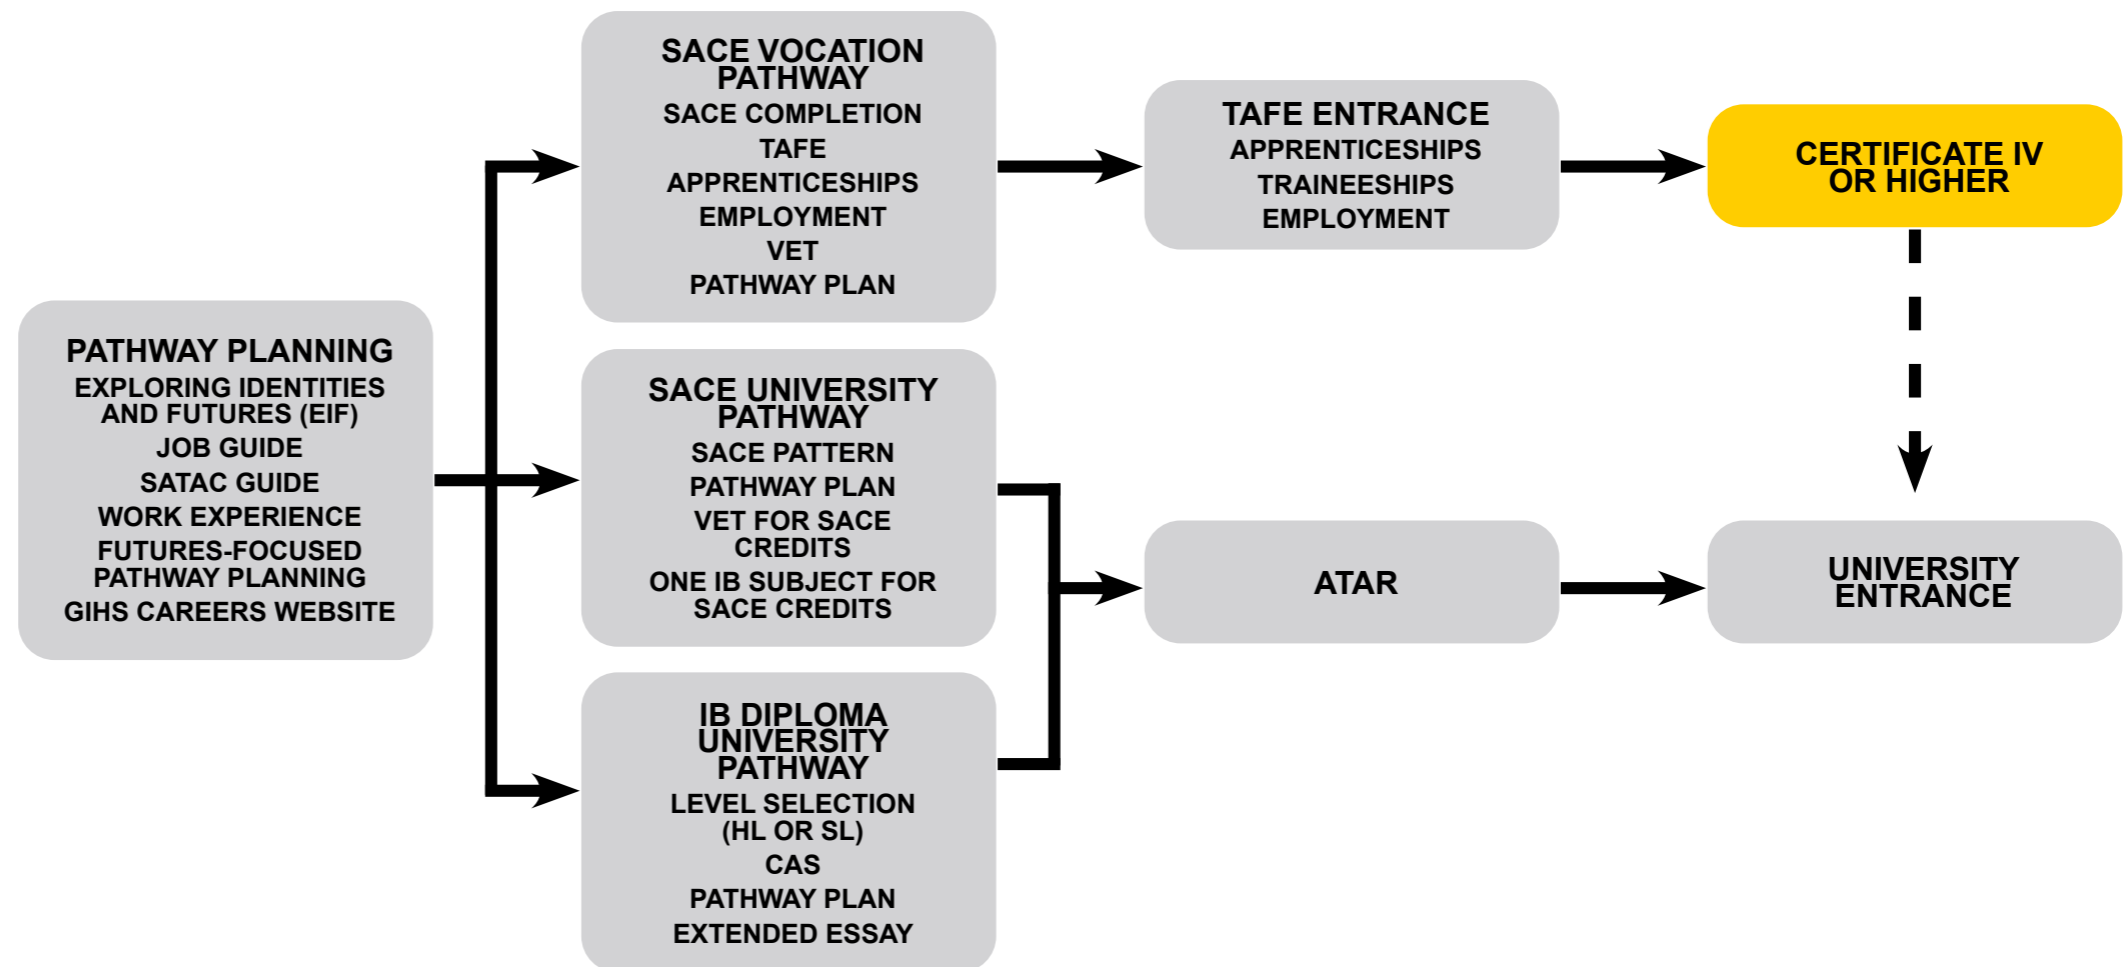 PATHWAY PLANNING
EXPLORING IDENTITIES
AND FUTURES (EIF)
JOB GUIDE
SATAC GUIDE
WORK EXPERIENCE
FUTURES-FOCUSED
PATHWAY PLANNING
GIHS CAREERS WEBSITE
SACE VOCATION
PATHWAY
SACE COMPLETION
TAFE
APPRENTICESHIPS
EMPLOYMENT
VET
PATHWAY PLAN
SACE UNIVERSITY
PATHWAY
SACE PATTERN
PATHWAY PLAN
VET FOR SACE
CREDITS
ONE IB SUBJECT FOR
SACE CREDITS
IB DIPLOMA
UNIVERSITY
PATHWAY
LEVEL SELECTION
(HL OR SL)
CAS
PATHWAY PLAN
EXTENDED ESSAY
TAFE ENTRANCE
APPRENTICESHIPS
TRAINEESHIPS
EMPLOYMENT
ATAR
CERTIFICATE IV
OR HIGHER
UNIVERSITY
ENTRANCE